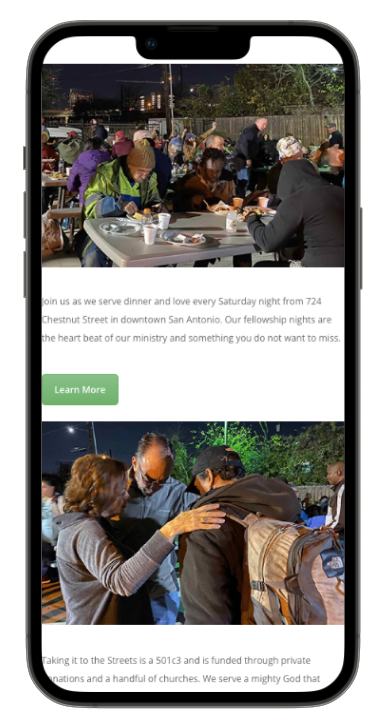 Join us as we serve dinner and love every Saturday night from 724
Chestnut Street in downtown San Antonio. Our fellowship nights are
the heart beat of our ministry and something you do not want to miss.
Learn More
Taking it to the Streets is a 501c3 and is funded through private
donations and a handful of churches. We serve a mighty God that